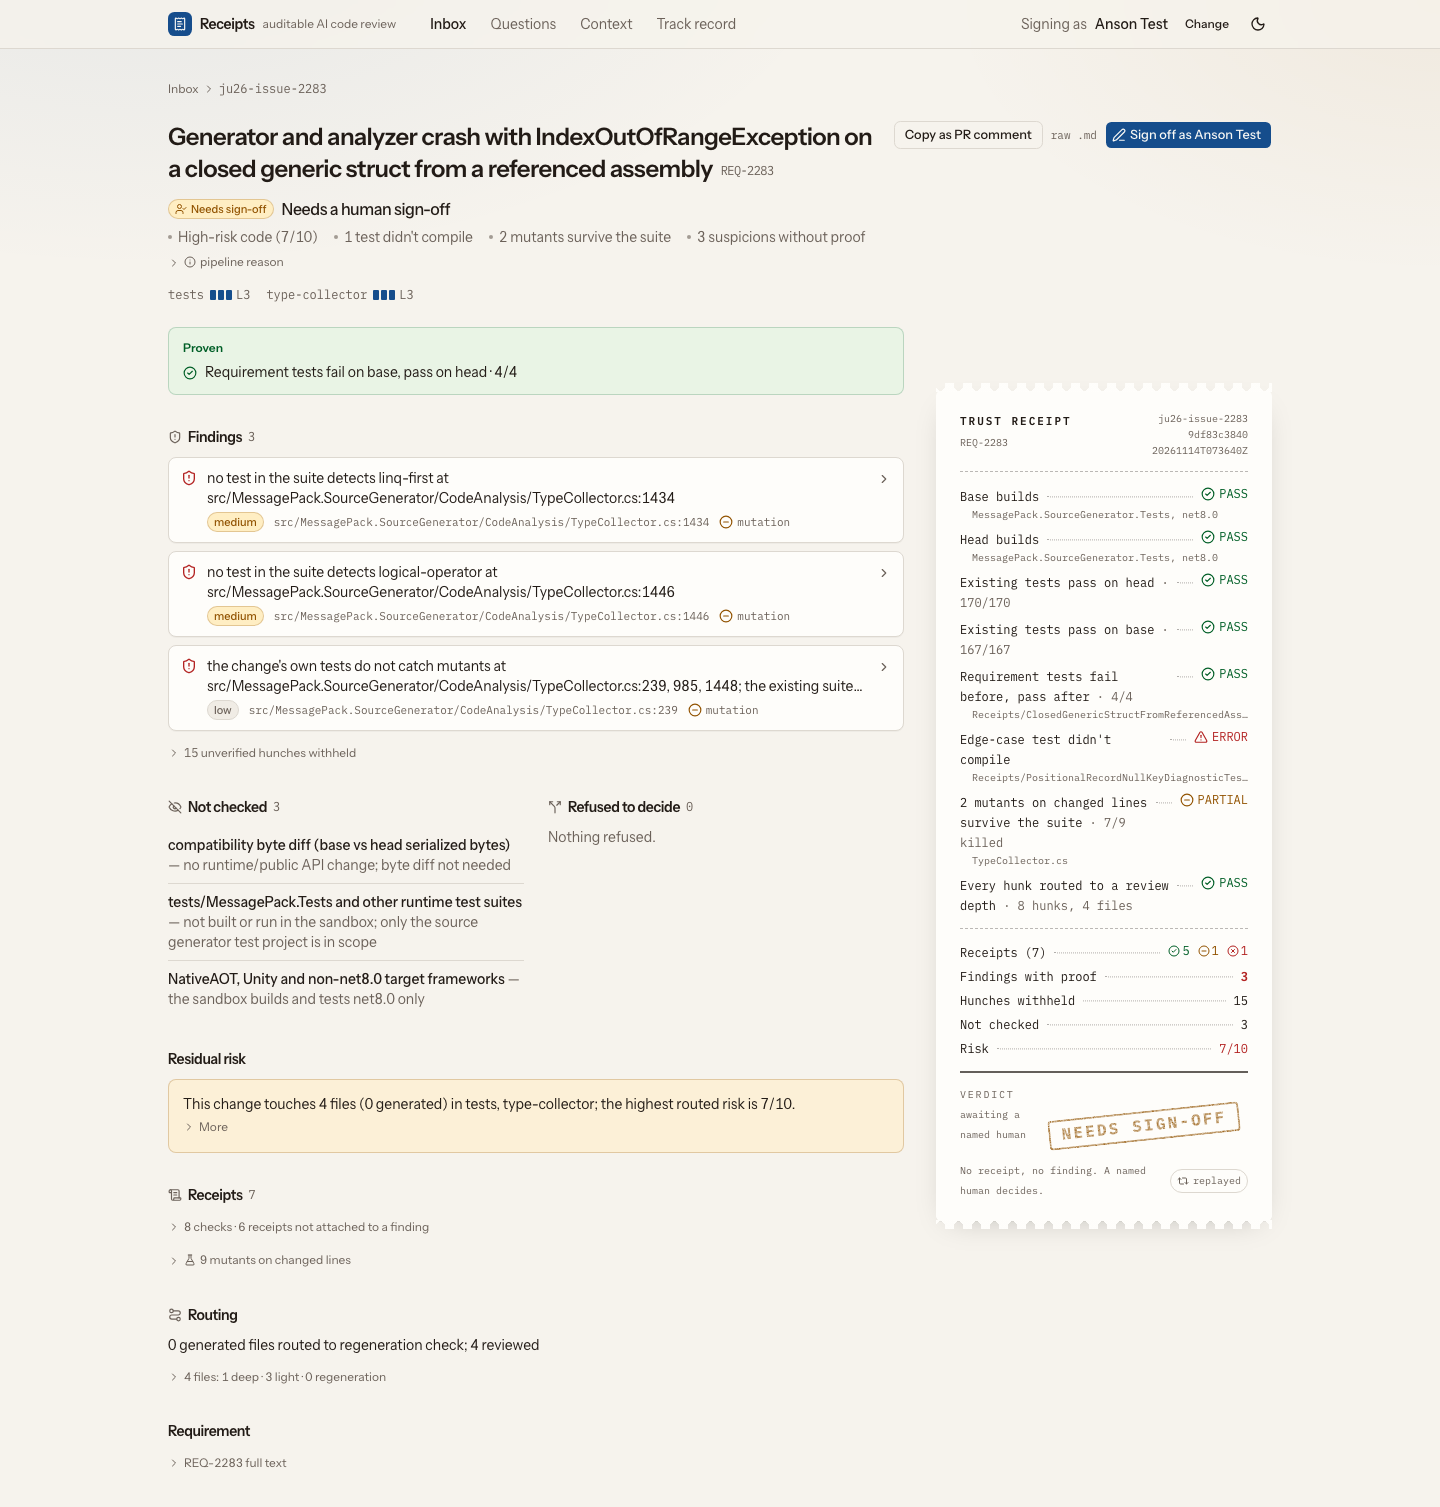 Receipts auditable AI code review Inbox Questions Context Track record Signing as Anson Test Change
Inbox > ju26-issue-2283
Generator and analyzer crash with IndexOutOfRangeException on
a closed generic struct from a referenced assembly REQ-2283
Copy as PR comment raw .md Sign off as Anson Test
Needs sign-off Needs a human sign-off
• High-risk code (7/10) • 1 test didn't compile • 2 mutants survive the suite • 3 suspicions without proof
pipeline reason
tests L3 type-collector L3
Proven
Requirement tests fail on base, pass on head · 4/4
Findings 3
no test in the suite detects linq-first at
src/MessagePack.SourceGenerator/CodeAnalysis/TypeCollector.cs:1434
medium src/MessagePack.SourceGenerator/CodeAnalysis/TypeCollector.cs:1434 mutation
no test in the suite detects logical-operator at
src/MessagePack.SourceGenerator/CodeAnalysis/TypeCollector.cs:1446
medium src/MessagePack.SourceGenerator/CodeAnalysis/TypeCollector.cs:1446 mutation
the change's own tests do not catch mutants at
src/MessagePack.SourceGenerator/CodeAnalysis/TypeCollector.cs:239, 985, 1448; the existing suite…
low src/MessagePack.SourceGenerator/CodeAnalysis/TypeCollector.cs:239 mutation
15 unverified hunches withheld
Not checked 3
compatibility byte diff (base vs head serialized bytes)
— no runtime/public API change; byte diff not needed
tests/MessagePack.Tests and other runtime test suites
— not built or run in the sandbox; only the source
generator test project is in scope
NativeAOT, Unity and non-net8.0 target frameworks —
the sandbox builds and tests net8.0 only
Refused to decide 0
Nothing refused.
Residual risk
This change touches 4 files (0 generated) in tests, type-collector; the highest routed risk is 7/10.
More
Receipts 7
8 checks · 6 receipts not attached to a finding
9 mutants on changed lines
Routing
0 generated files routed to regeneration check; 4 reviewed
4 files: 1 deep · 3 light · 0 regeneration
Requirement
REQ-2283 full text
TRUST RECEIPT
REQ-2283
ju26-issue-2283
9df83c3840
20261114T073640Z
Base builds PASS
MessagePack.SourceGenerator.Tests, net8.0
Head builds PASS
MessagePack.SourceGenerator.Tests, net8.0
Existing tests pass on head · PASS
170/170
Existing tests pass on base · PASS
167/167
Requirement tests fail PASS
before, pass after · 4/4
Receipts/ClosedGenericStructFromReferencedAss…
Edge-case test didn't ERROR
compile
Receipts/PositionalRecordNullKeyDiagnosticTes…
2 mutants on changed lines PARTIAL
survive the suite · 7/9
killed
TypeCollector.cs
Every hunk routed to a review PASS
depth · 8 hunks, 4 files
Receipts (7) 5 1 1
Findings with proof 3
Hunches withheld 15
Not checked 3
Risk 7/10
VERDICT
awaiting a
named human
NEEDS SIGN-OFF
No receipt, no finding. A named
human decides.
replayed